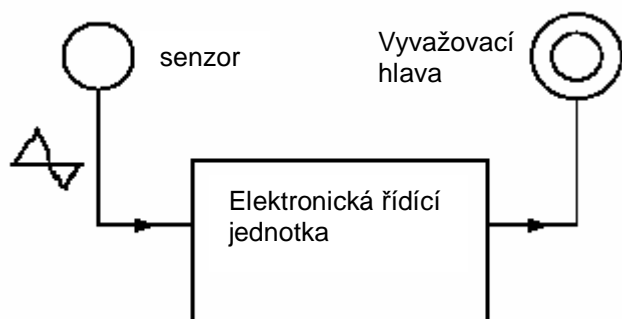 senzor
Vyvažovací
hlava
Elektronická řídící
jednotka